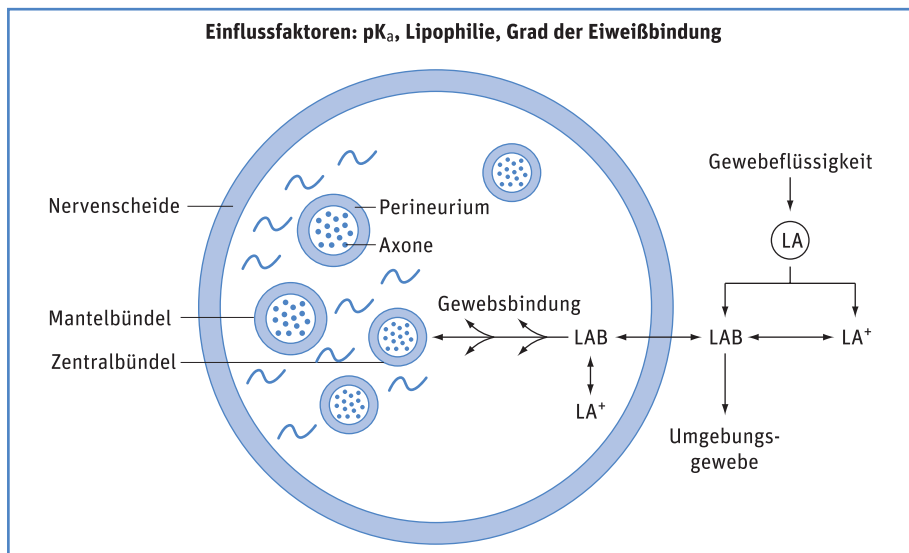 Einflussfaktoren: pKₐ, Lipophilie, Grad der Eiweißbindung
Gewebeflüssigkeit
Nervenscheide
Perineurium
LA
Axone
Mantelbündel
Gewebsbindung
LAB
LAB
LA⁺
Zentralbündel
LA⁺
Umgebungs-
gewebe